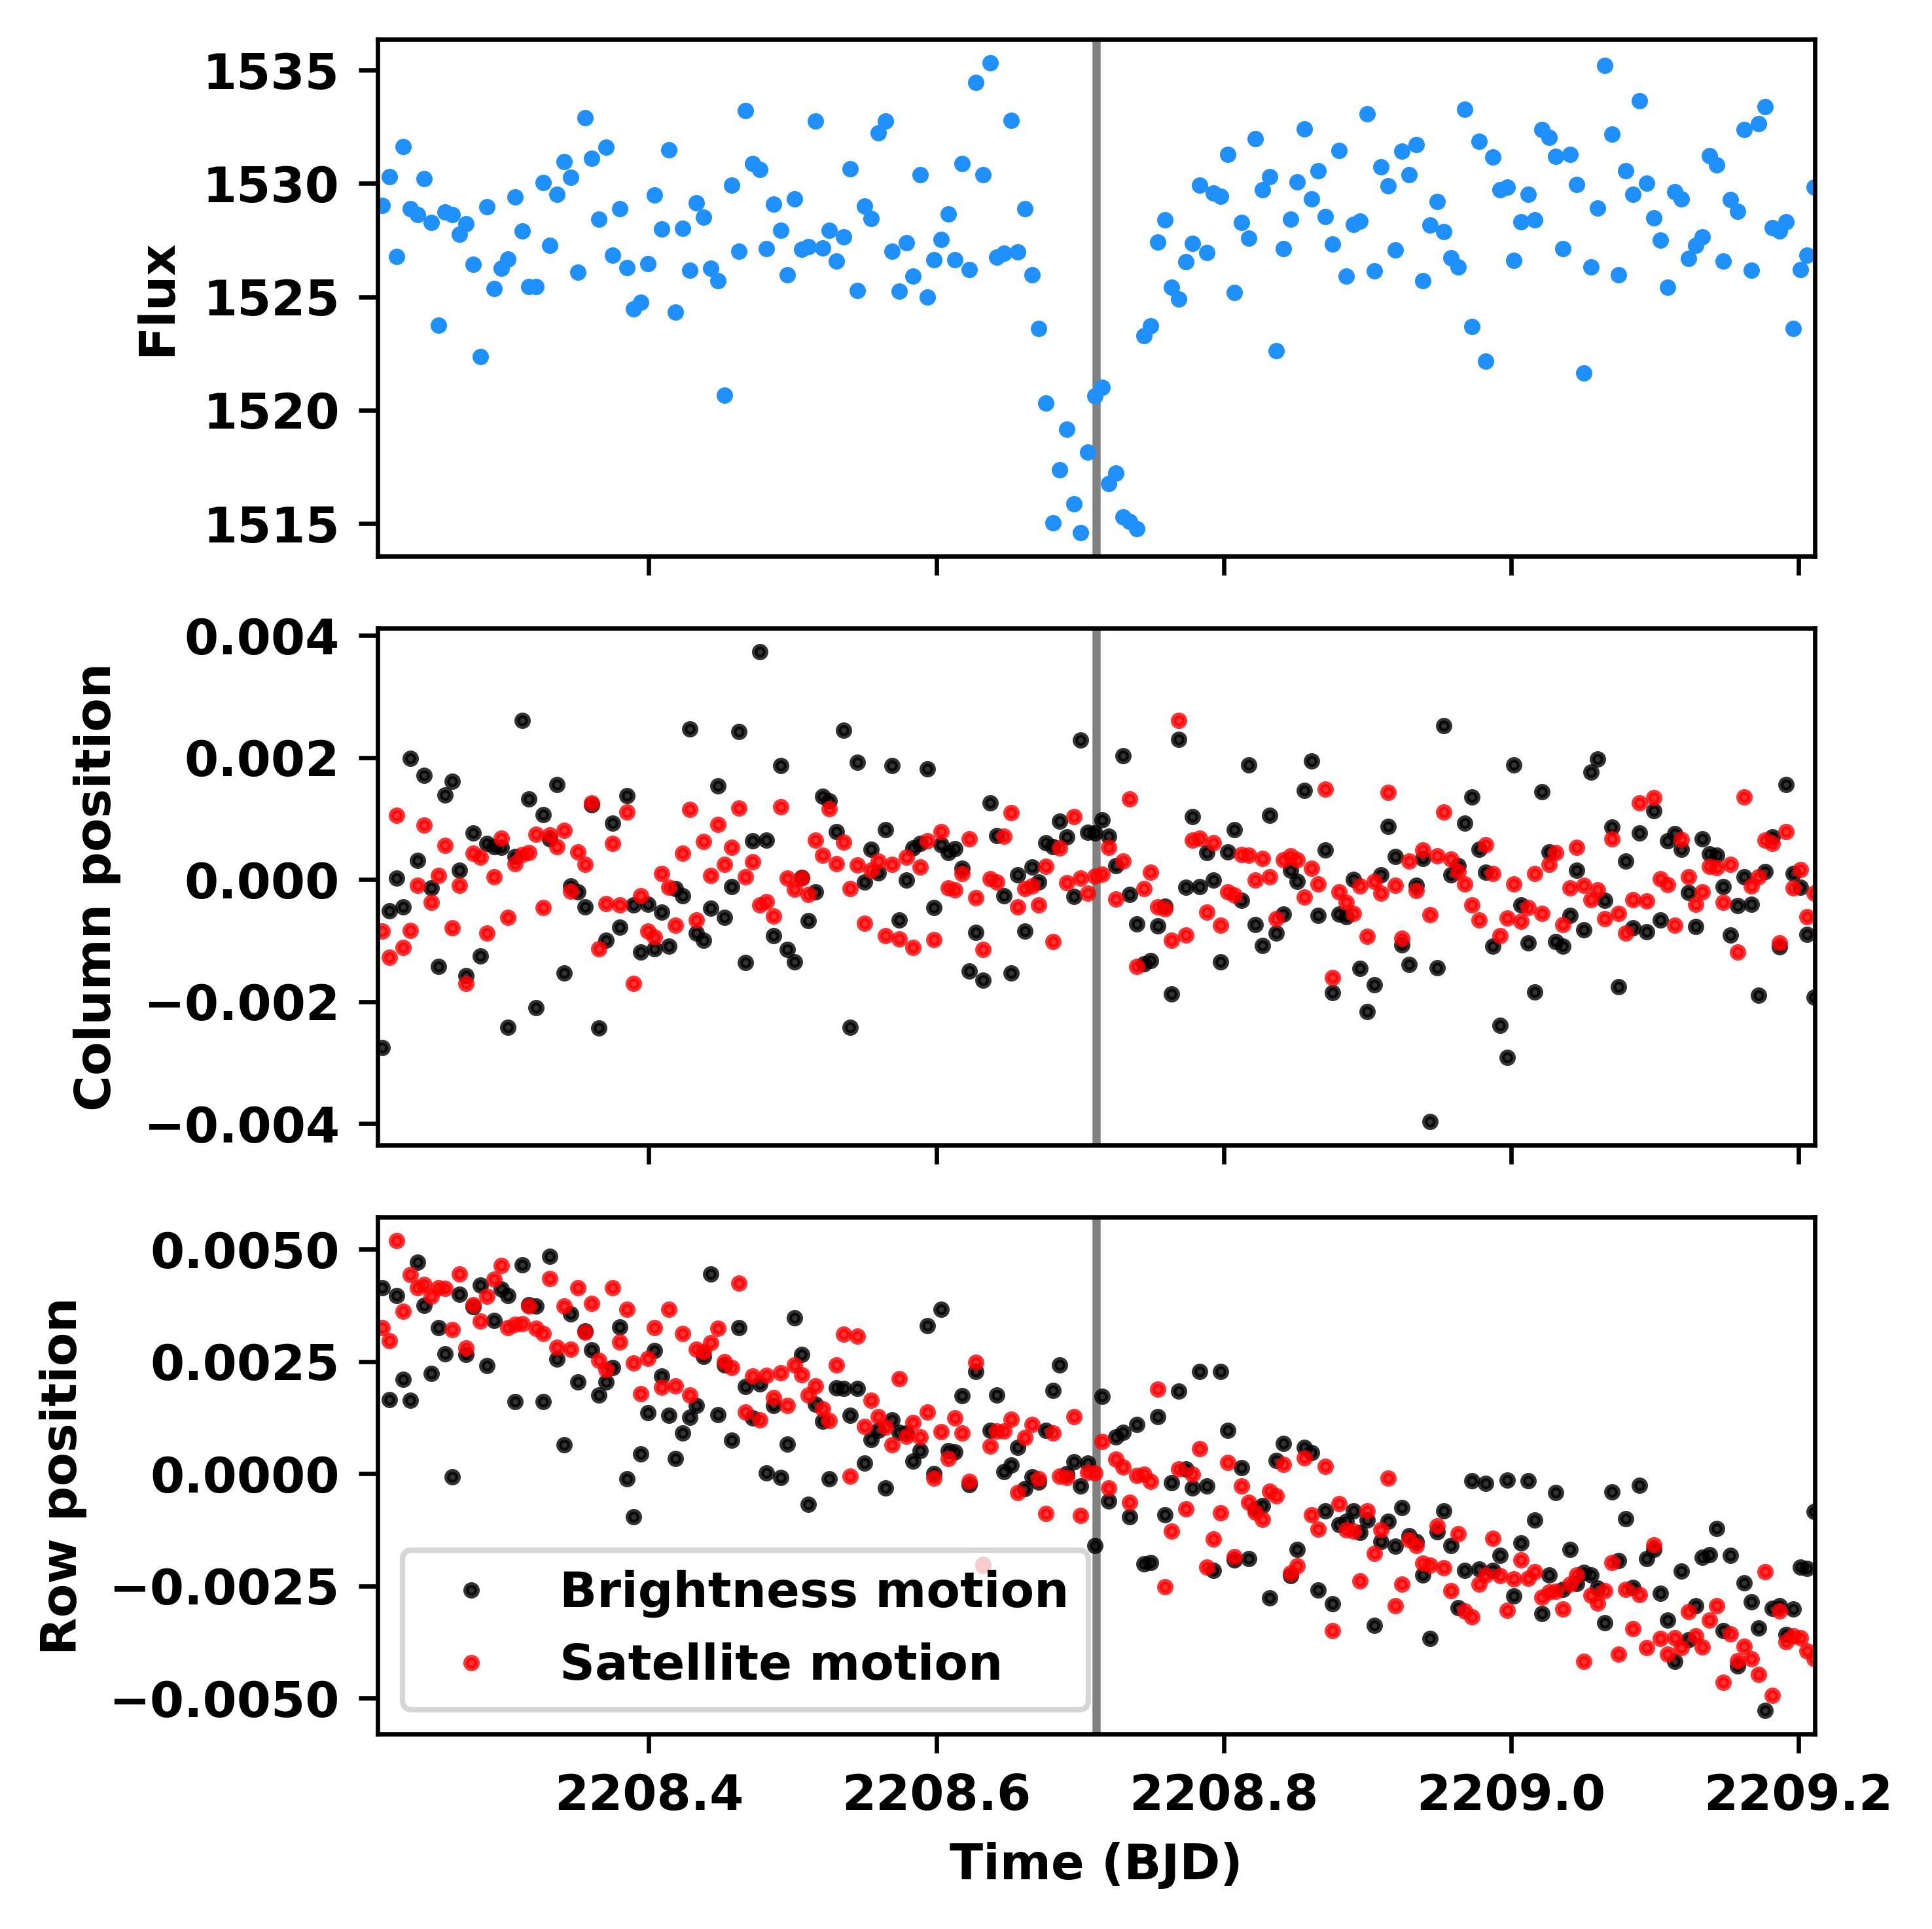 1535
1530
1525
1520
1515
Flux
0.004
0.002
0.000
−0.002
−0.004
Column position
0.0050
0.0025
0.0000
−0.0025
−0.0050
Row position
Brightness motion
Satellite motion
2208.4 2208.6 2208.8 2209.0 2209.2
Time (BJD)